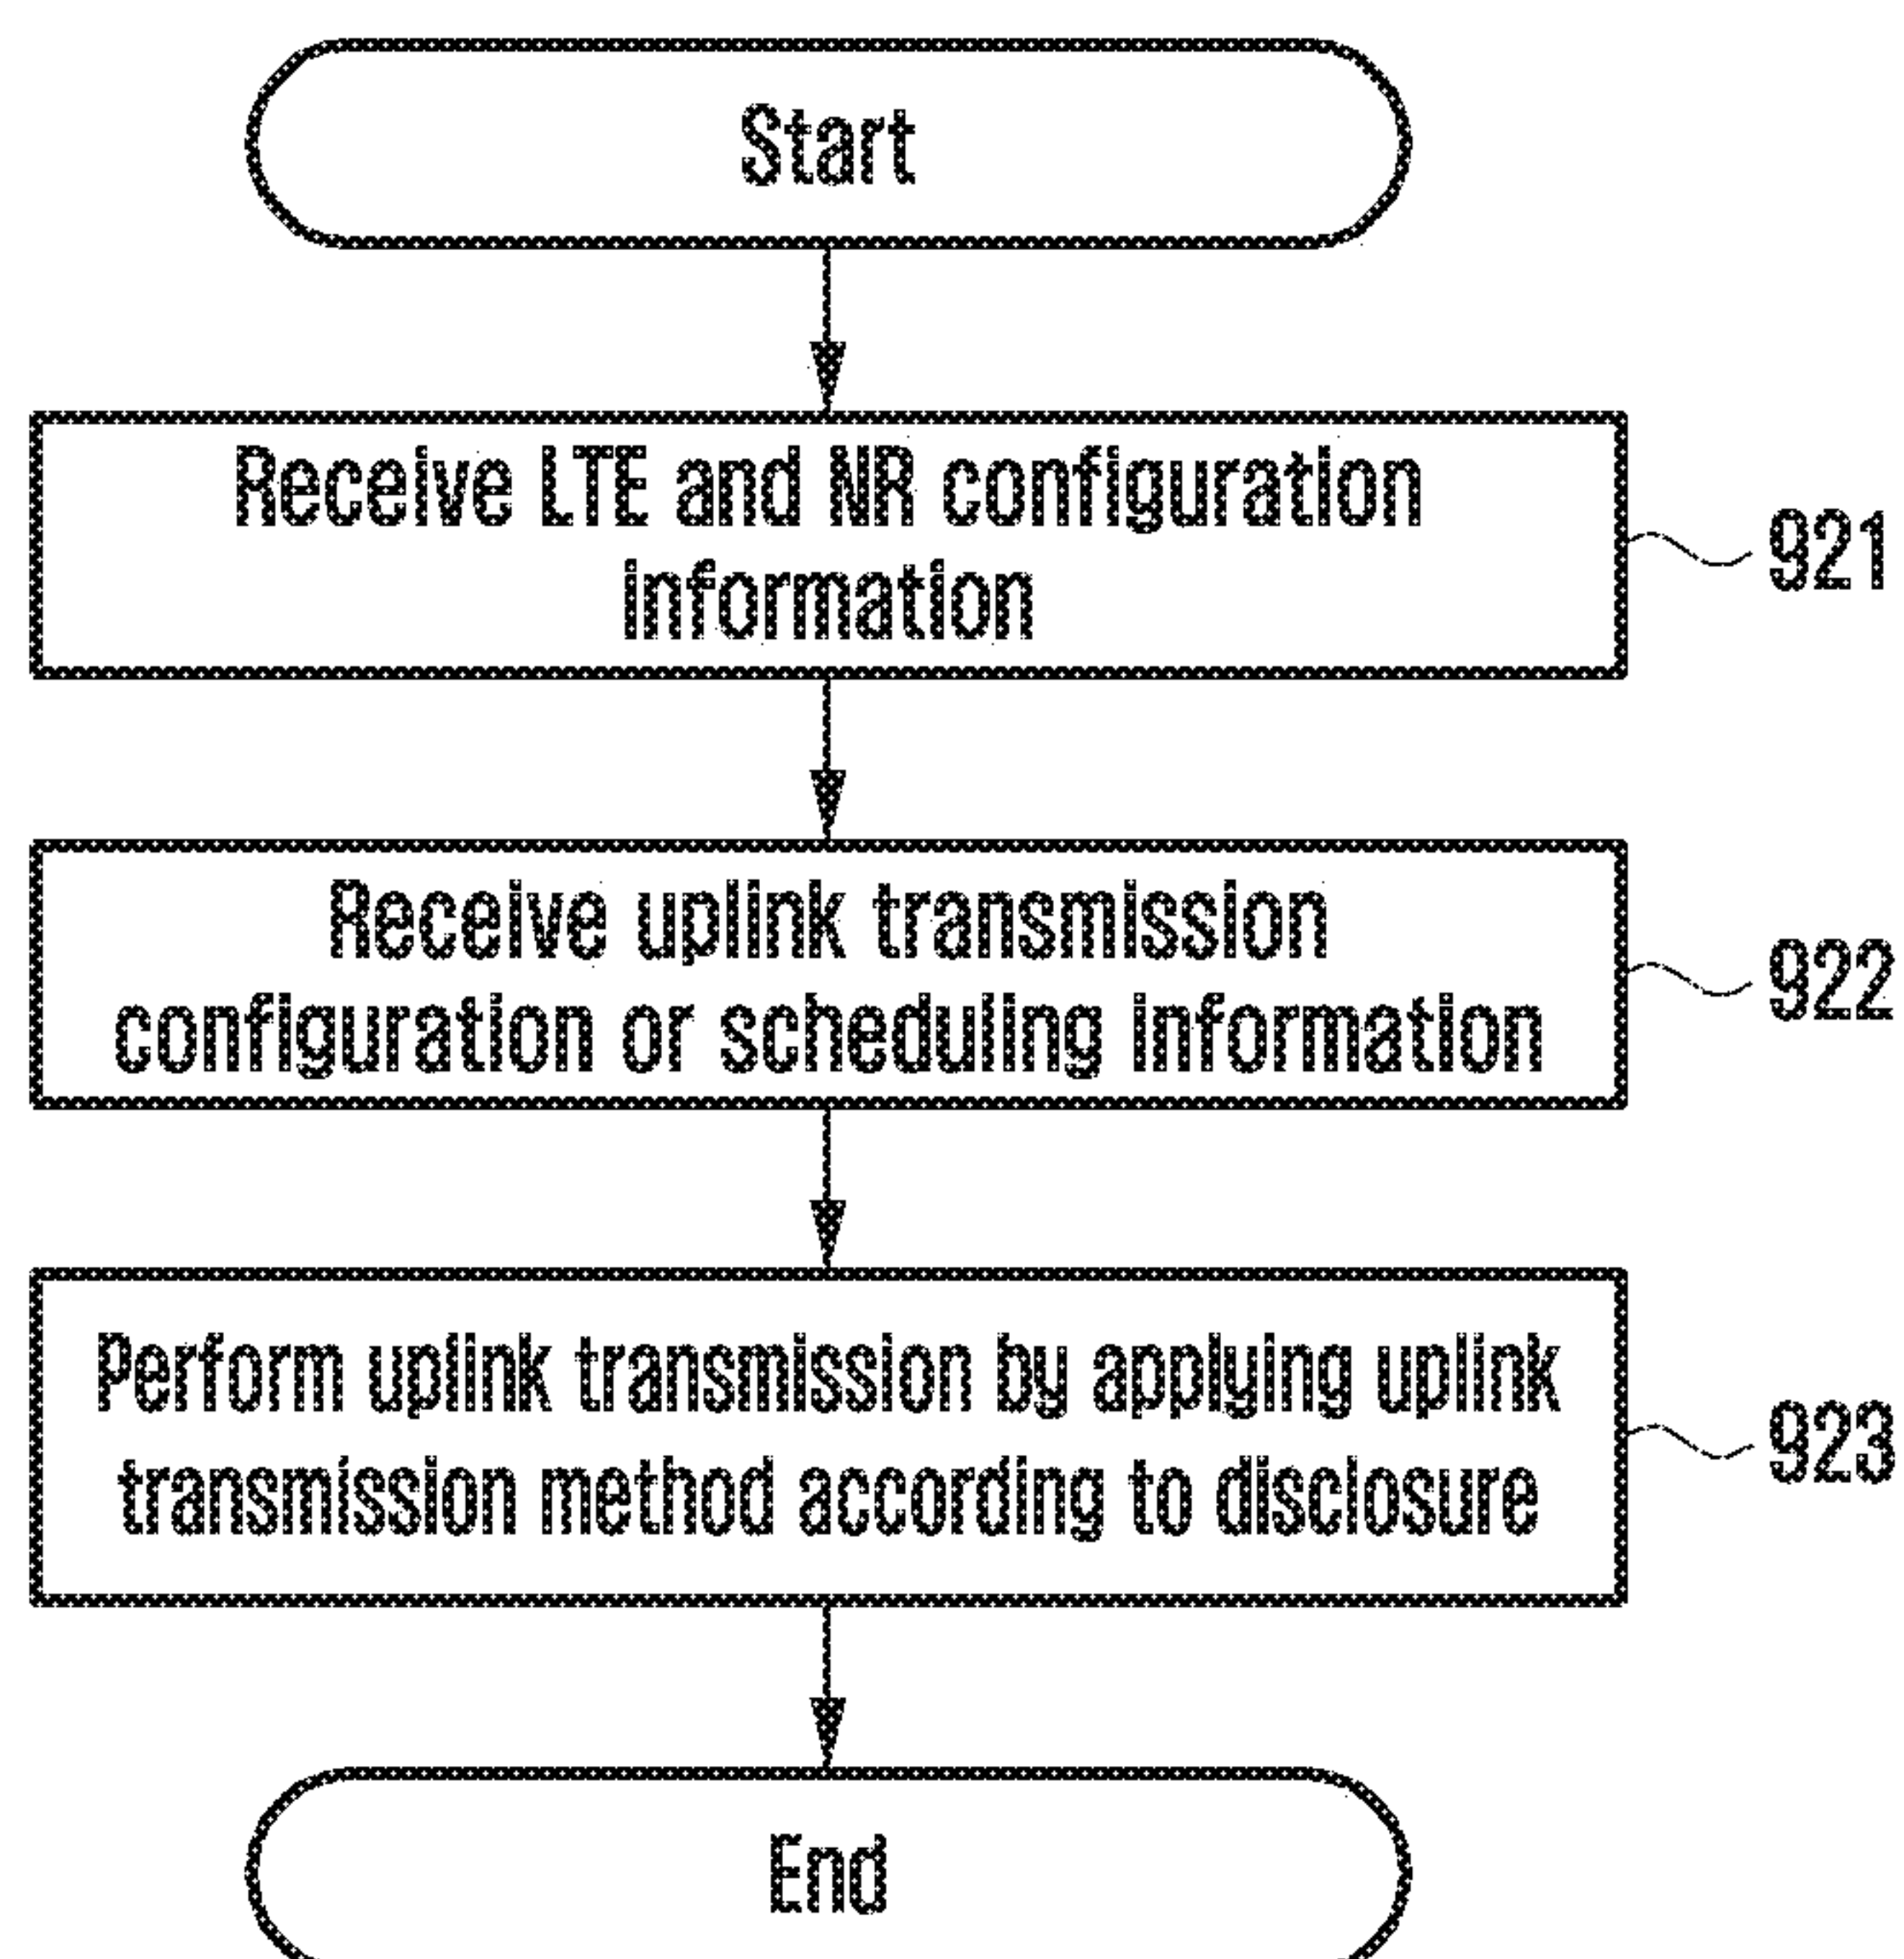 Start
Receive LTE and NR configuration
information
921
Receive uplink transmission
configuration or scheduling information
922
Perform uplink transmission by applying uplink
transmission method according to disclosure
923
End